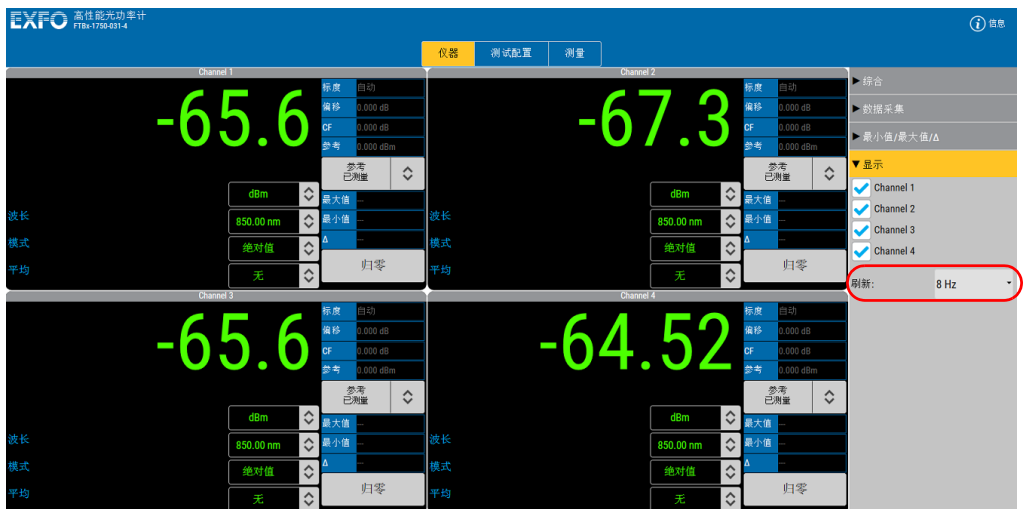 EXFO 高性能光功率计
FTBx-1750-031-4
信息
仪器 测试配置 测量
Channel 1
-65.6
标度 自动
偏移 0.000 dB
CF 0.000 dB
参考 0.000 dBm
参考
已测量
dBm
最大值 --
波长 850.00 nm
最小值 --
模式 绝对值
Δ --
平均 无
归零
Channel 2
-67.3
标度 自动
偏移 0.000 dB
CF 0.000 dB
参考 0.000 dBm
参考
已测量
dBm
最大值 --
波长 850.00 nm
最小值 --
模式 绝对值
Δ --
平均 无
归零
Channel 3
-65.6
标度 自动
偏移 0.000 dB
CF 0.000 dB
参考 0.000 dBm
参考
已测量
dBm
最大值 --
波长 850.00 nm
最小值 --
模式 绝对值
Δ --
平均 无
归零
Channel 4
-64.52
标度 自动
偏移 0.000 dB
CF 0.000 dB
参考 0.000 dBm
参考
已测量
dBm
最大值 --
波长 850.00 nm
最小值 --
模式 绝对值
Δ --
平均 无
归零
▶综合
▶数据采集
▶最小值/最大值/Δ
▼显示
Channel 1
Channel 2
Channel 3
Channel 4
刷新: 8 Hz